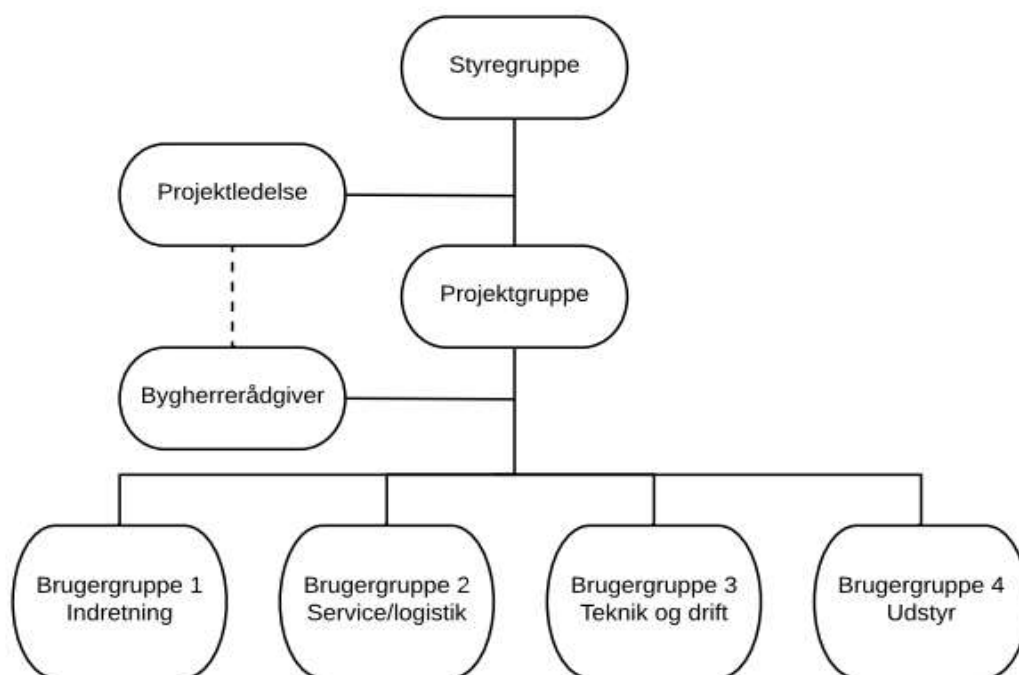 Styregruppe
Projektledelse
Projektgruppe
Bygherrerådgiver
Brugergruppe 1
Indretning
Brugergruppe 2
Service/logistik
Brugergruppe 3
Teknik og drift
Brugergruppe 4
Udstyr